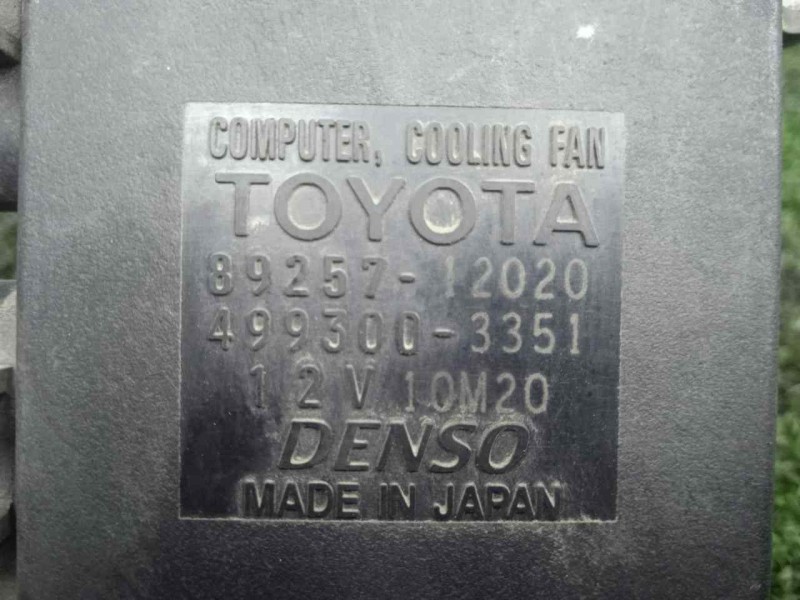 COMPUTER, COOLING FAN
TOYOTA
89257-12020
499300-3351
12V 10M20
DENSO
MADE IN JAPAN